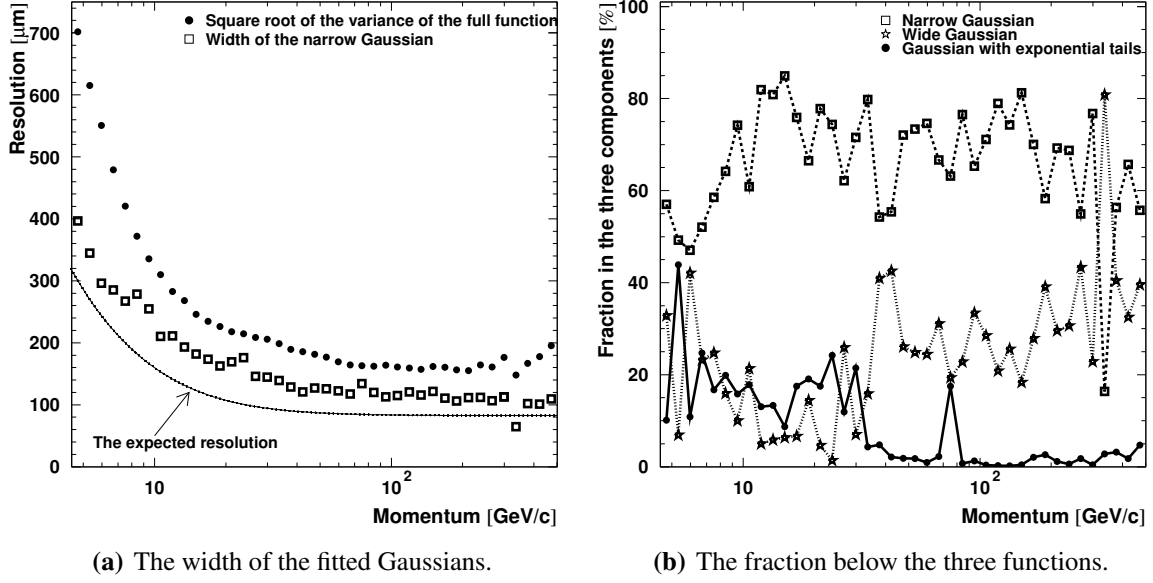 Resolution [μm]
700
600
500
400
300
200
100
0
Square root of the variance of the full function
Width of the narrow Gaussian
The expected resolution
10
10²
Momentum [GeV/c]
(a) The width of the fitted Gaussians.
Fraction in the three components [%]
100
80
60
40
20
0
Narrow Gaussian
Wide Gaussian
Gaussian with exponential tails
10
10²
Momentum [GeV/c]
(b) The fraction below the three functions.